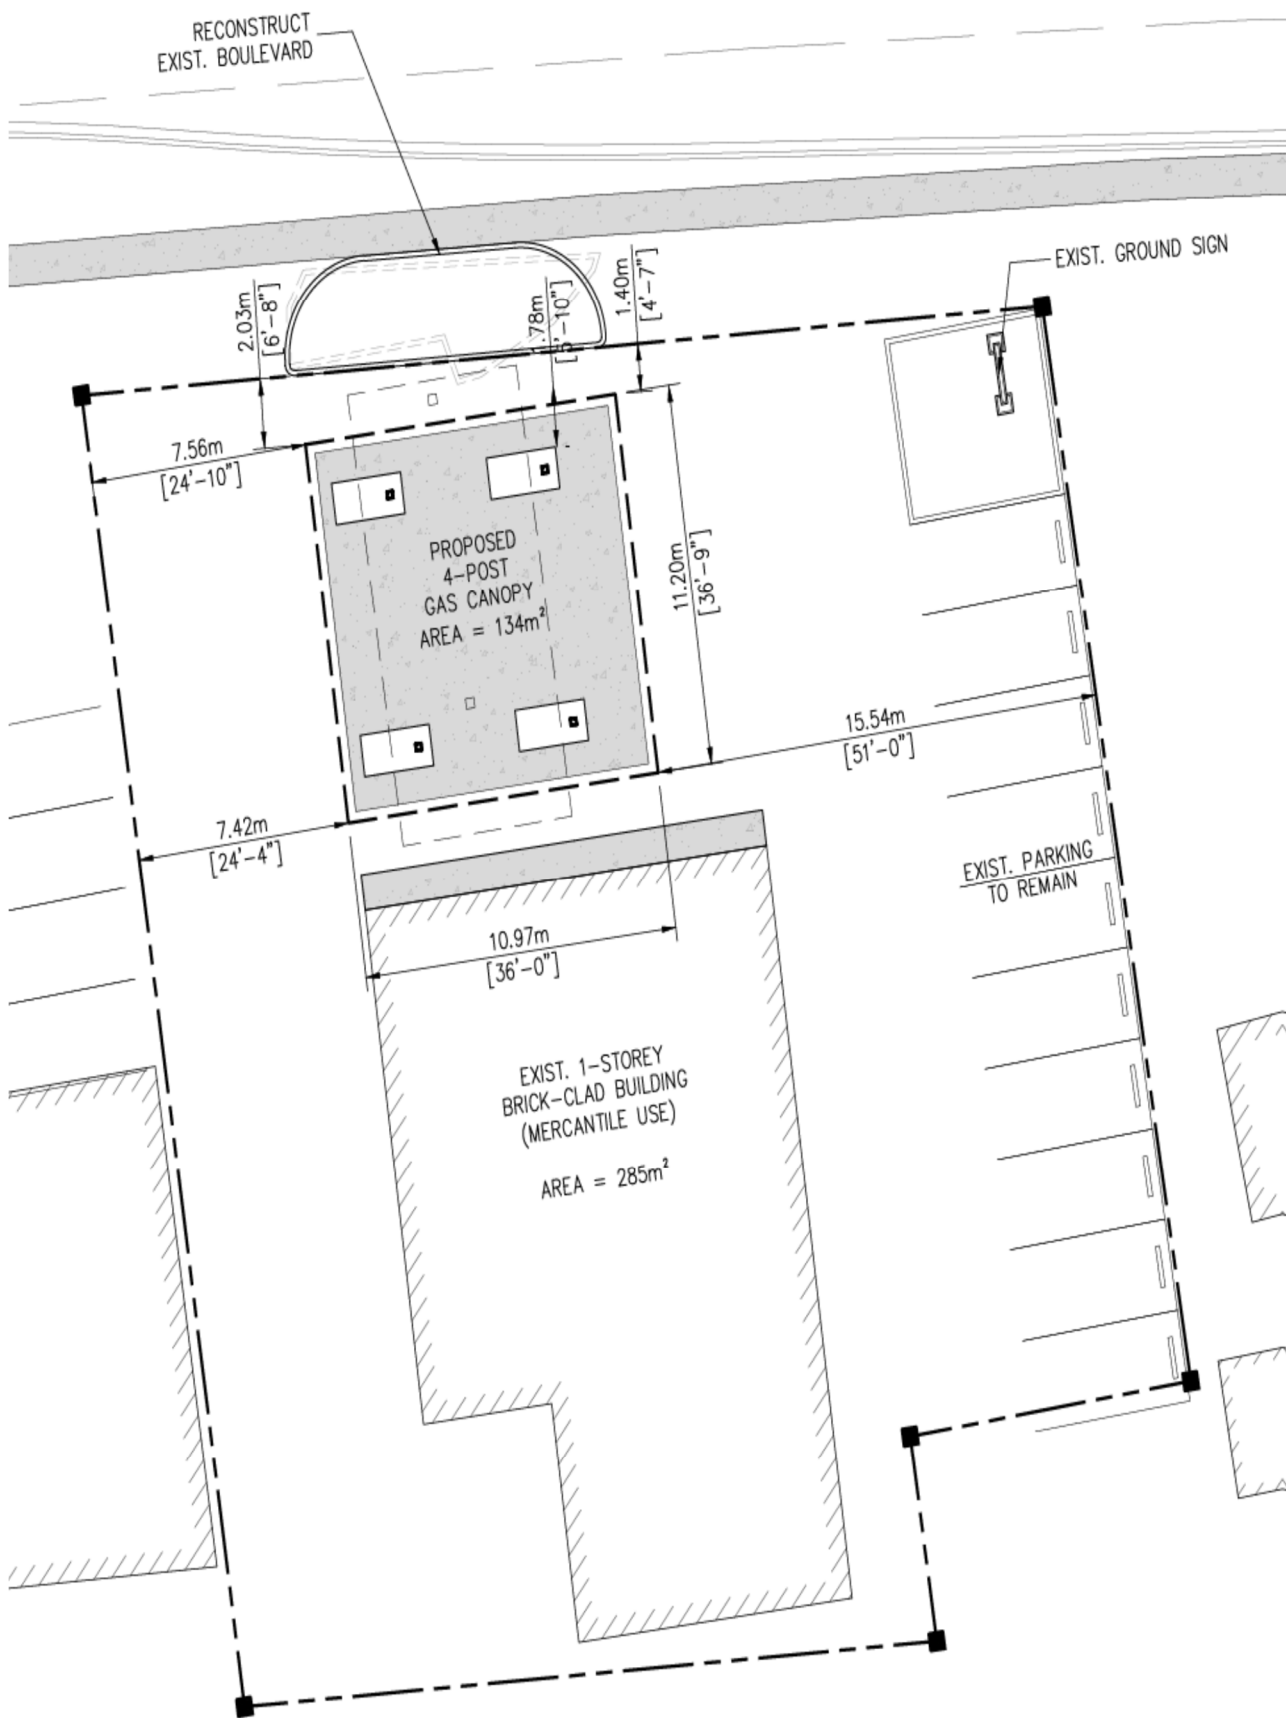 RECONSTRUCT
EXIST. BOULEVARD
EXIST. GROUND SIGN
2.03m
[6'-8"]
.78m
[5'-10"]
1.40m
[4'-7"]
7.56m
[24'-10"]
PROPOSED
4-POST
GAS CANOPY
AREA = 134m²
11.20m
[36'-9"]
15.54m
[51'-0"]
7.42m
[24'-4"]
EXIST. PARKING
TO REMAIN
10.97m
[36'-0"]
EXIST. 1-STOREY
BRICK-CLAD BUILDING
(MERCANTILE USE)
AREA = 285m²